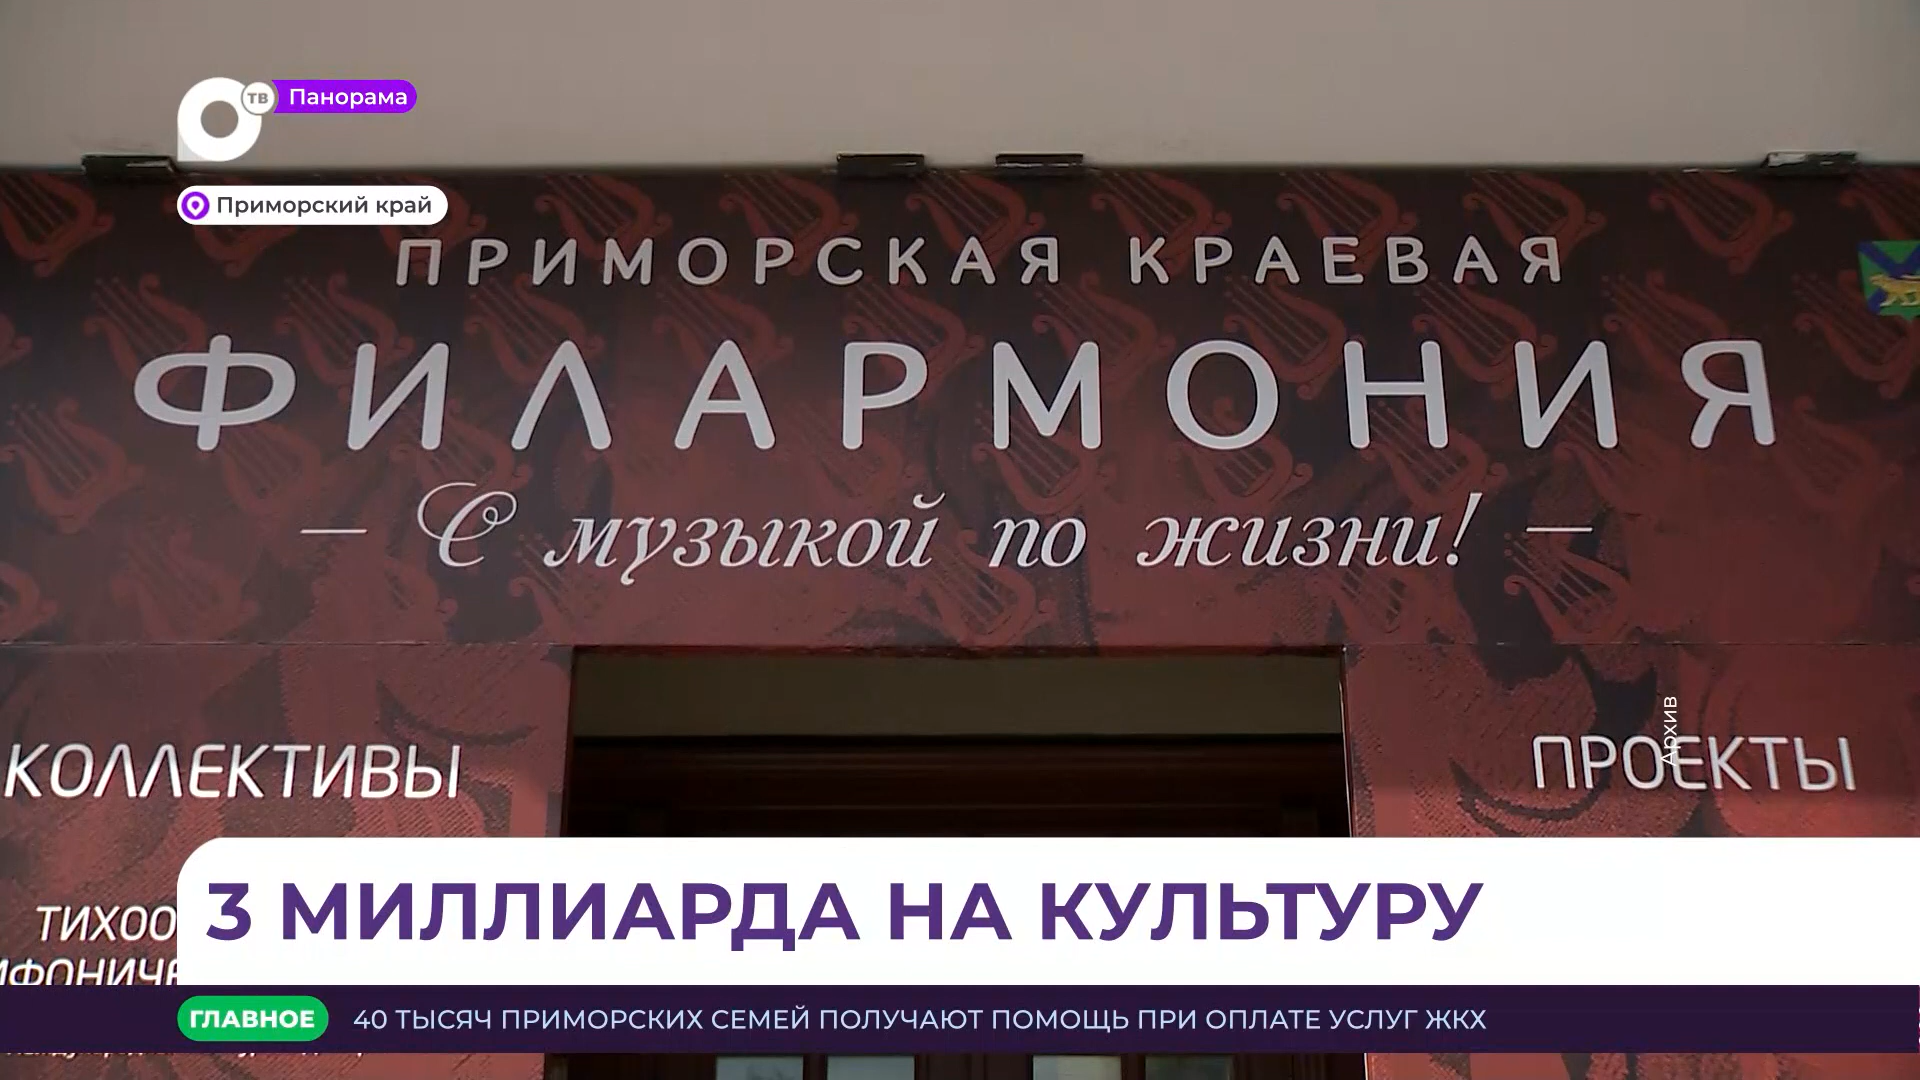 ТВ Панорама
Приморский край
ПРИМОРСКАЯ КРАЕВАЯ
ФИЛАРМОНИЯ
— С музыкой по жизни! —
КОЛЛЕКТИВЫ
ПРОЕКТЫ
Архив
3 МИЛЛИАРДА НА КУЛЬТУРУ
ГЛАВНОЕ 40 ТЫСЯЧ ПРИМОРСКИХ СЕМЕЙ ПОЛУЧАЮТ ПОМОЩЬ ПРИ ОПЛАТЕ УСЛУГ ЖКХ